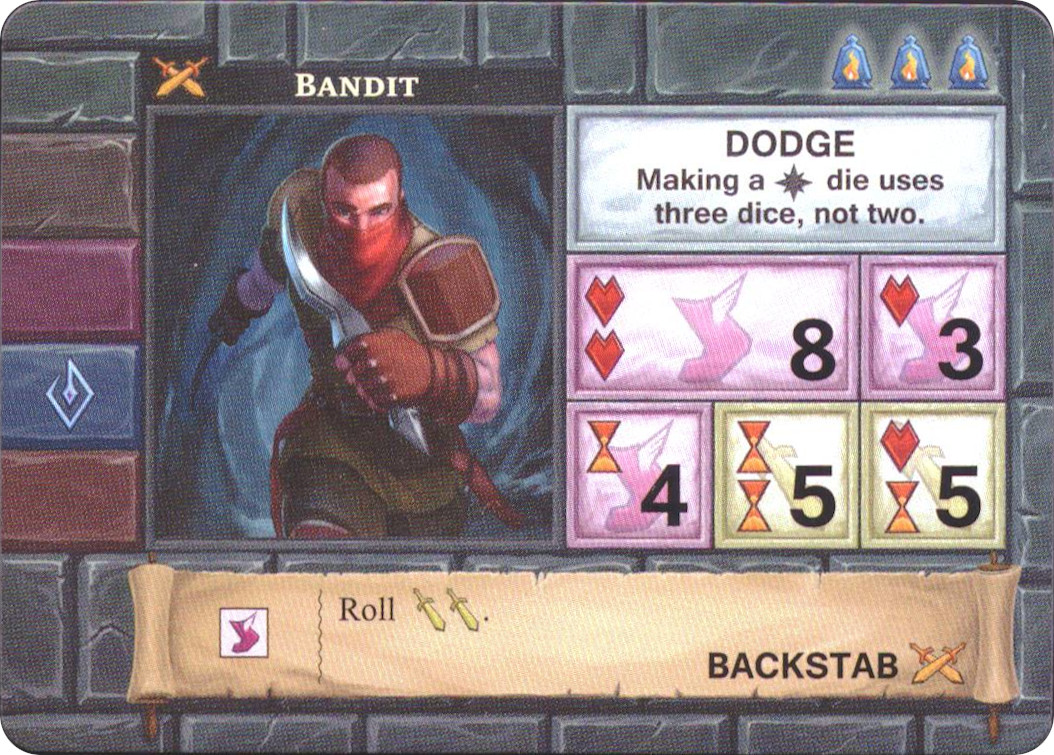 BANDIT
DODGE
Making a die uses
three dice, not two.
8
3
4
5
5
Roll .
BACKSTAB